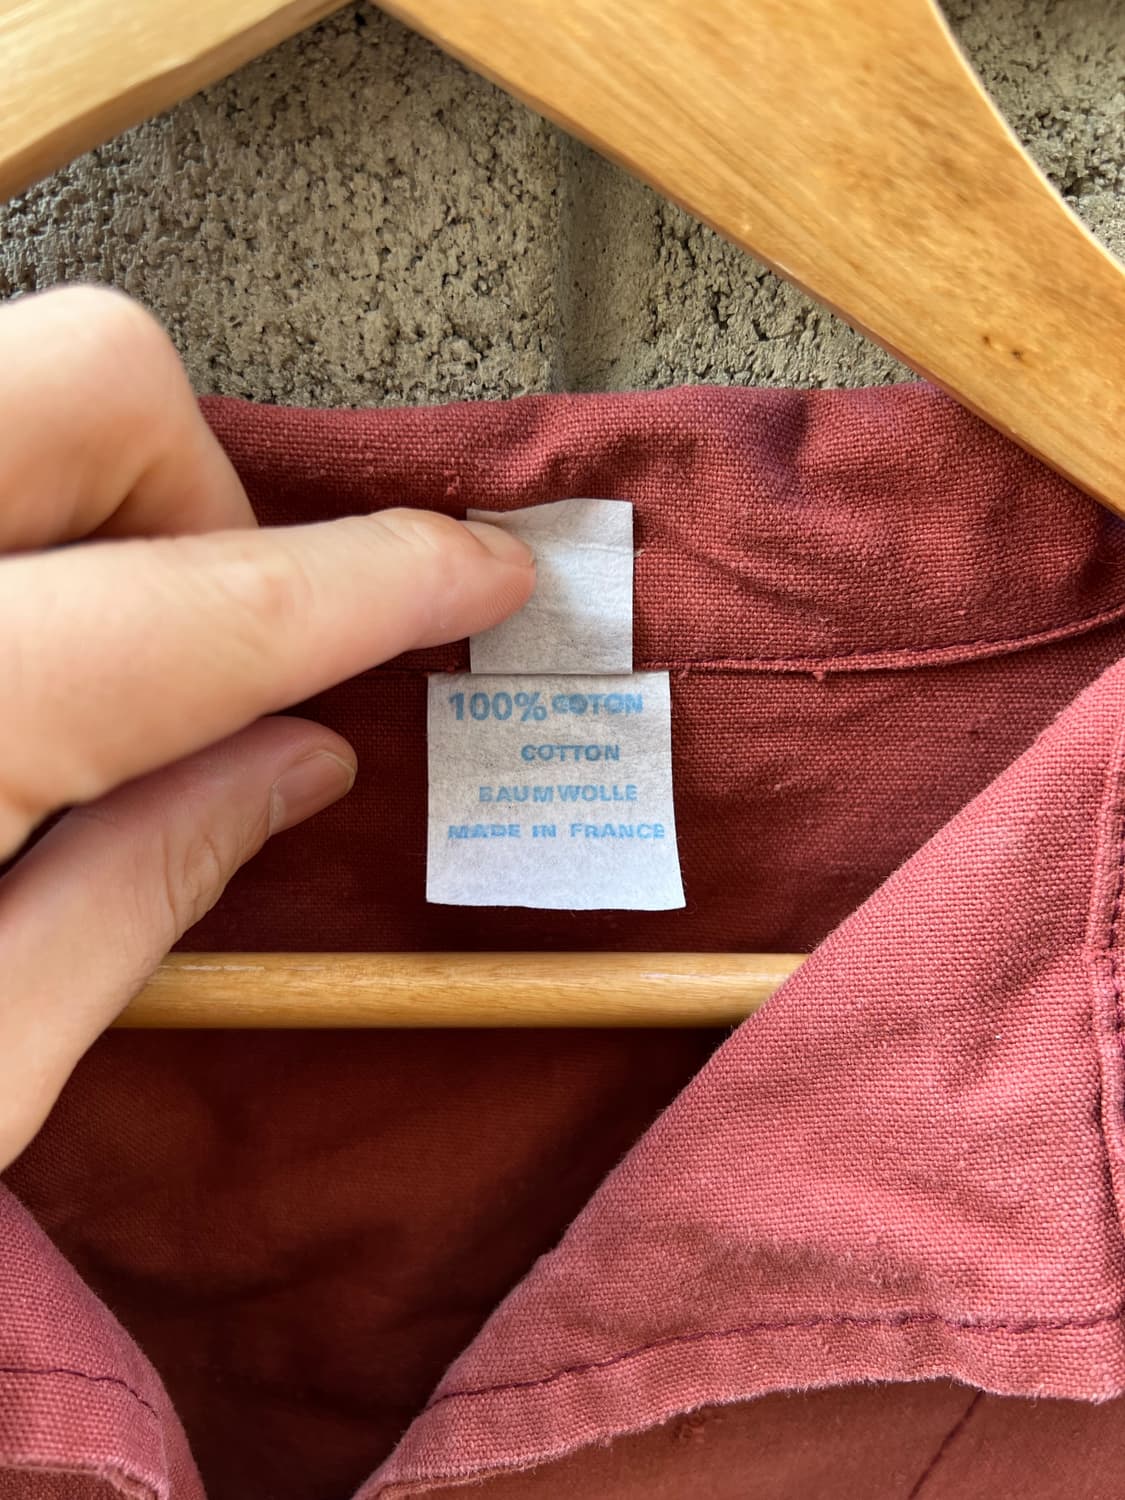 100% COTON
COTTON
BAUMWOLLE
MADE IN FRANCE